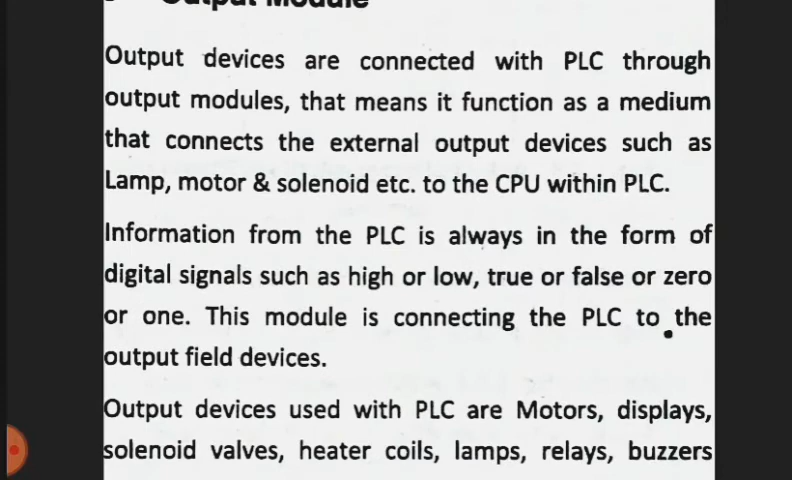 Output Module
Output devices are connected with PLC through
output modules, that means it function as a medium
that connects the external output devices such as
Lamp, motor & solenoid etc. to the CPU within PLC.
Information from the PLC is always in the form of
digital signals such as high or low, true or false or zero
or one. This module is connecting the PLC to the
output field devices.
Output devices used with PLC are Motors, displays,
solenoid valves, heater coils, lamps, relays, buzzers